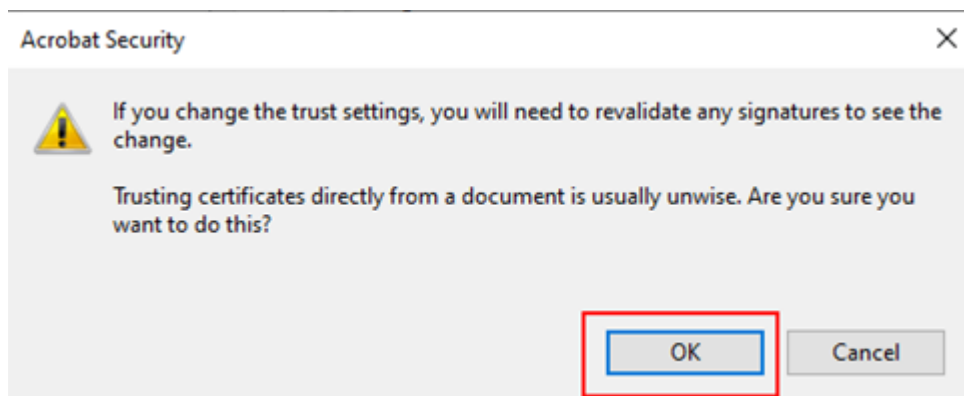 Acrobat Security
If you change the trust settings, you will need to revalidate any signatures to see the
change.
Trusting certificates directly from a document is usually unwise. Are you sure you
want to do this?
OK
Cancel